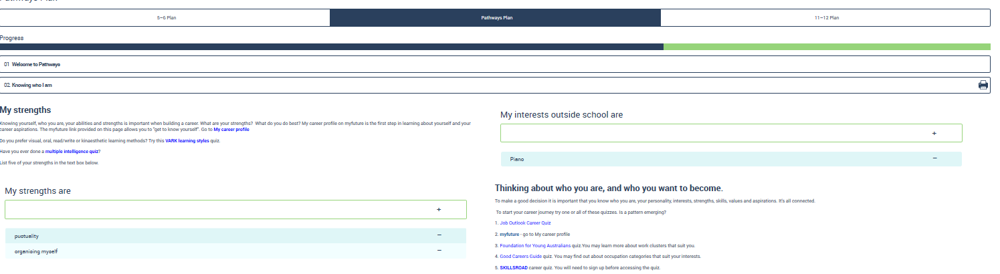 Pathways Plan
5–6 Plan
Pathways Plan
11–12 Plan
Progress
01 Welcome to Pathways
02. Knowing who I am
My strengths
Knowing yourself, who you are, your abilities and strengths is important when building a career. What are your strengths? What do you do best? My career profile on myfuture is the first step in learning about yourself and your
career aspirations. The myfuture link provided on this page allows you to "get to know yourself". Go to My career profile
Do you prefer visual, oral, read/write or kinaesthetic learning methods? Try this VARK learning styles quiz.
Have you ever done a multiple intelligence quiz?
List five of your strengths in the text box below.
My strengths are
+
puotuality −
organising myself −
My interests outside school are
+
Piano −
Thinking about who you are, and who you want to become.
To make a good decision it is important that you know who you are, your personality, interests, strengths, skills, values and aspirations. It's all connected.
To start your career journey try one or all of these quizzes. Is a pattern emerging?
1. Job Outlook Career Quiz
2. myfuture - go to My career profile
3. Foundation for Young Australians quiz.You may learn more about work clusters that suit you.
4. Good Careers Guide quiz. You may find out about occupation categories that suit your interests.
5. SKILLSROAD career quiz. You will need to sign up before accessing the quiz.